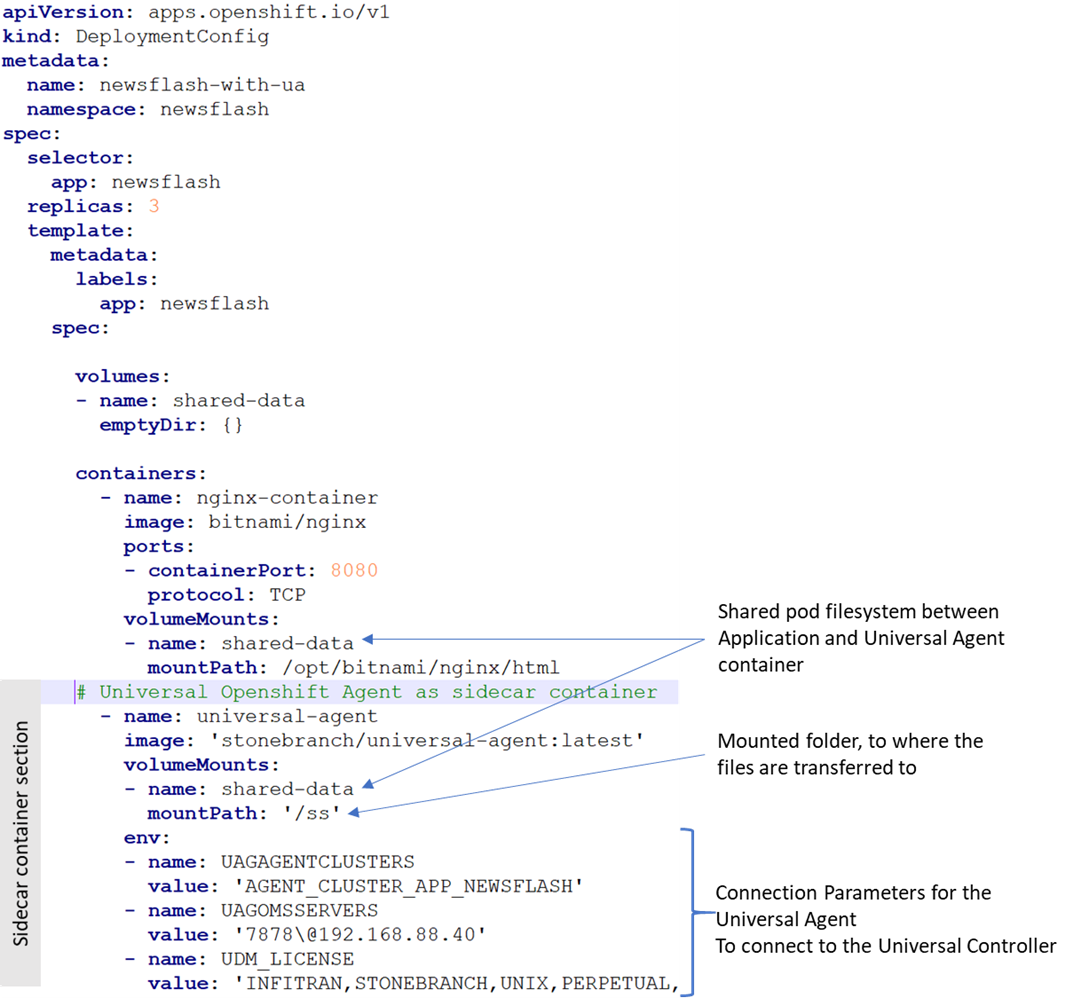 apiVersion: apps.openshift.io/v1
kind: DeploymentConfig
metadata:
  name: newsflash-with-ua
  namespace: newsflash
spec:
  selector:
    app: newsflash
  replicas: 3
  template:
    metadata:
      labels:
        app: newsflash
    spec:

      volumes:
      - name: shared-data
        emptyDir: {}

      containers:
        - name: nginx-container
          image: bitnami/nginx
          ports:
          - containerPort: 8080
            protocol: TCP
          volumeMounts:
          - name: shared-data
            mountPath: /opt/bitnami/nginx/html
      # Universal Openshift Agent as sidecar container
        - name: universal-agent
          image: 'stonebranch/universal-agent:latest'
          volumeMounts:
          - name: shared-data
            mountPath: '/ss'
          env:
          - name: UAGAGENTCLUSTERS
            value: 'AGENT_CLUSTER_APP_NEWSFLASH'
          - name: UAGOMSSERVERS
            value: '7878\@192.168.88.40'
          - name: UDM_LICENSE
            value: 'INFITRAN,STONEBRANCH,UNIX,PERPETUAL,
Sidecar container section
Shared pod filesystem between
Application and Universal Agent
container
Mounted folder, to where the
files are transferred to
Connection Parameters for the
Universal Agent
To connect to the Universal Controller